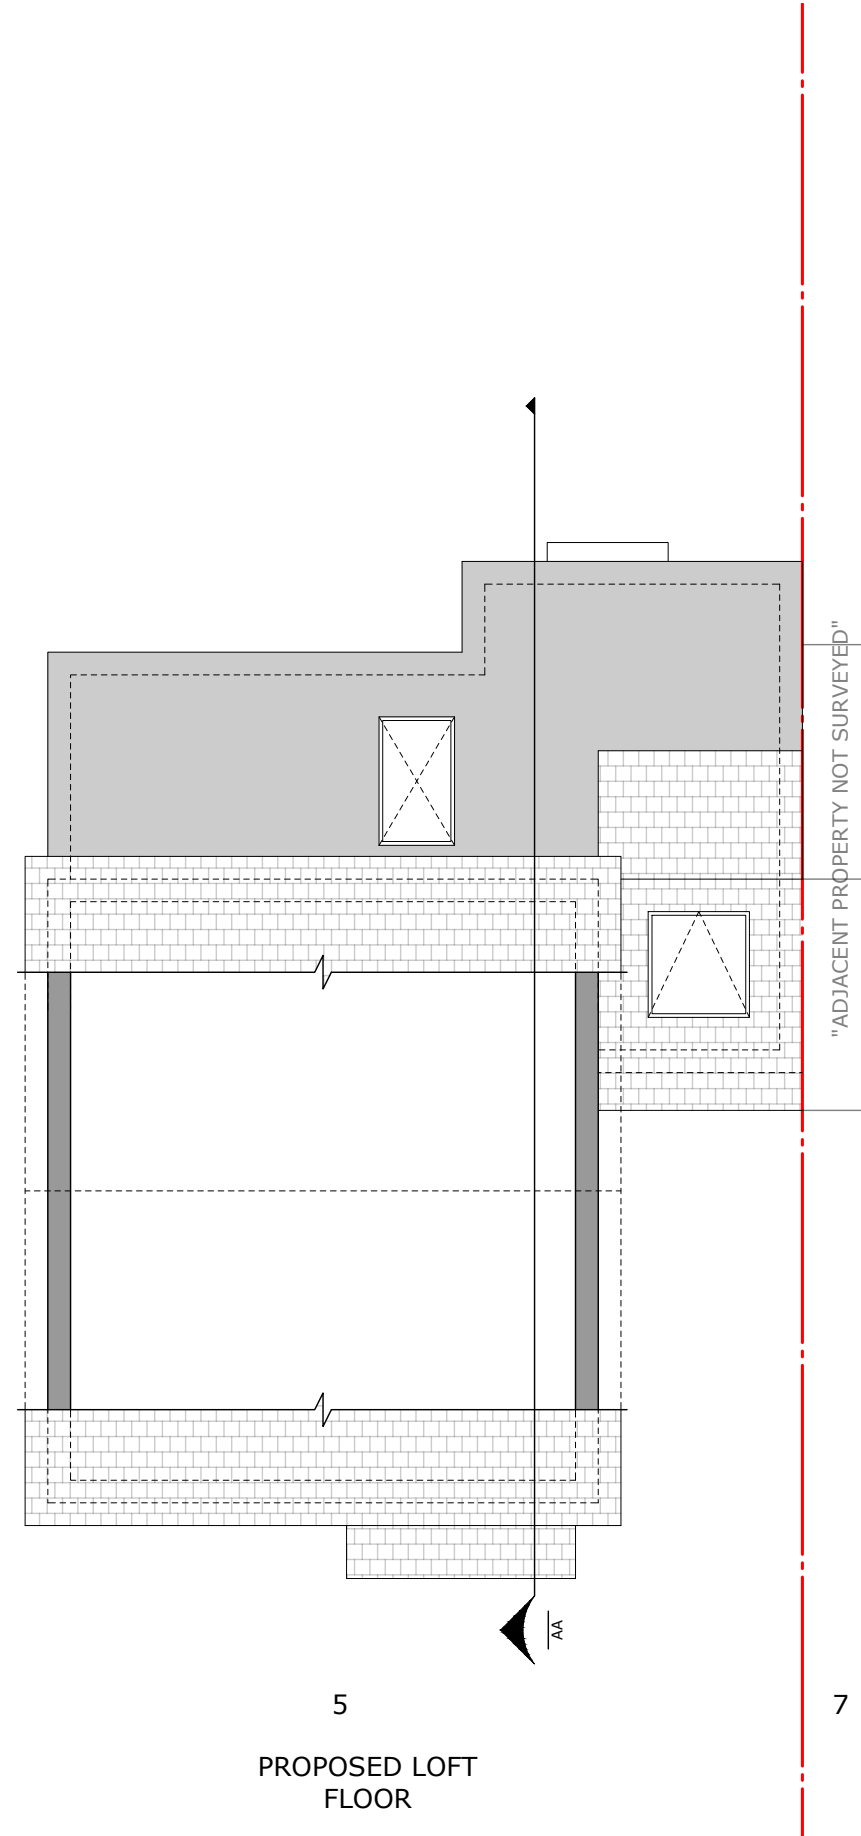 "ADJACENT PROPERTY NOT SURVEYED"
AA
5
7
PROPOSED LOFT
FLOOR